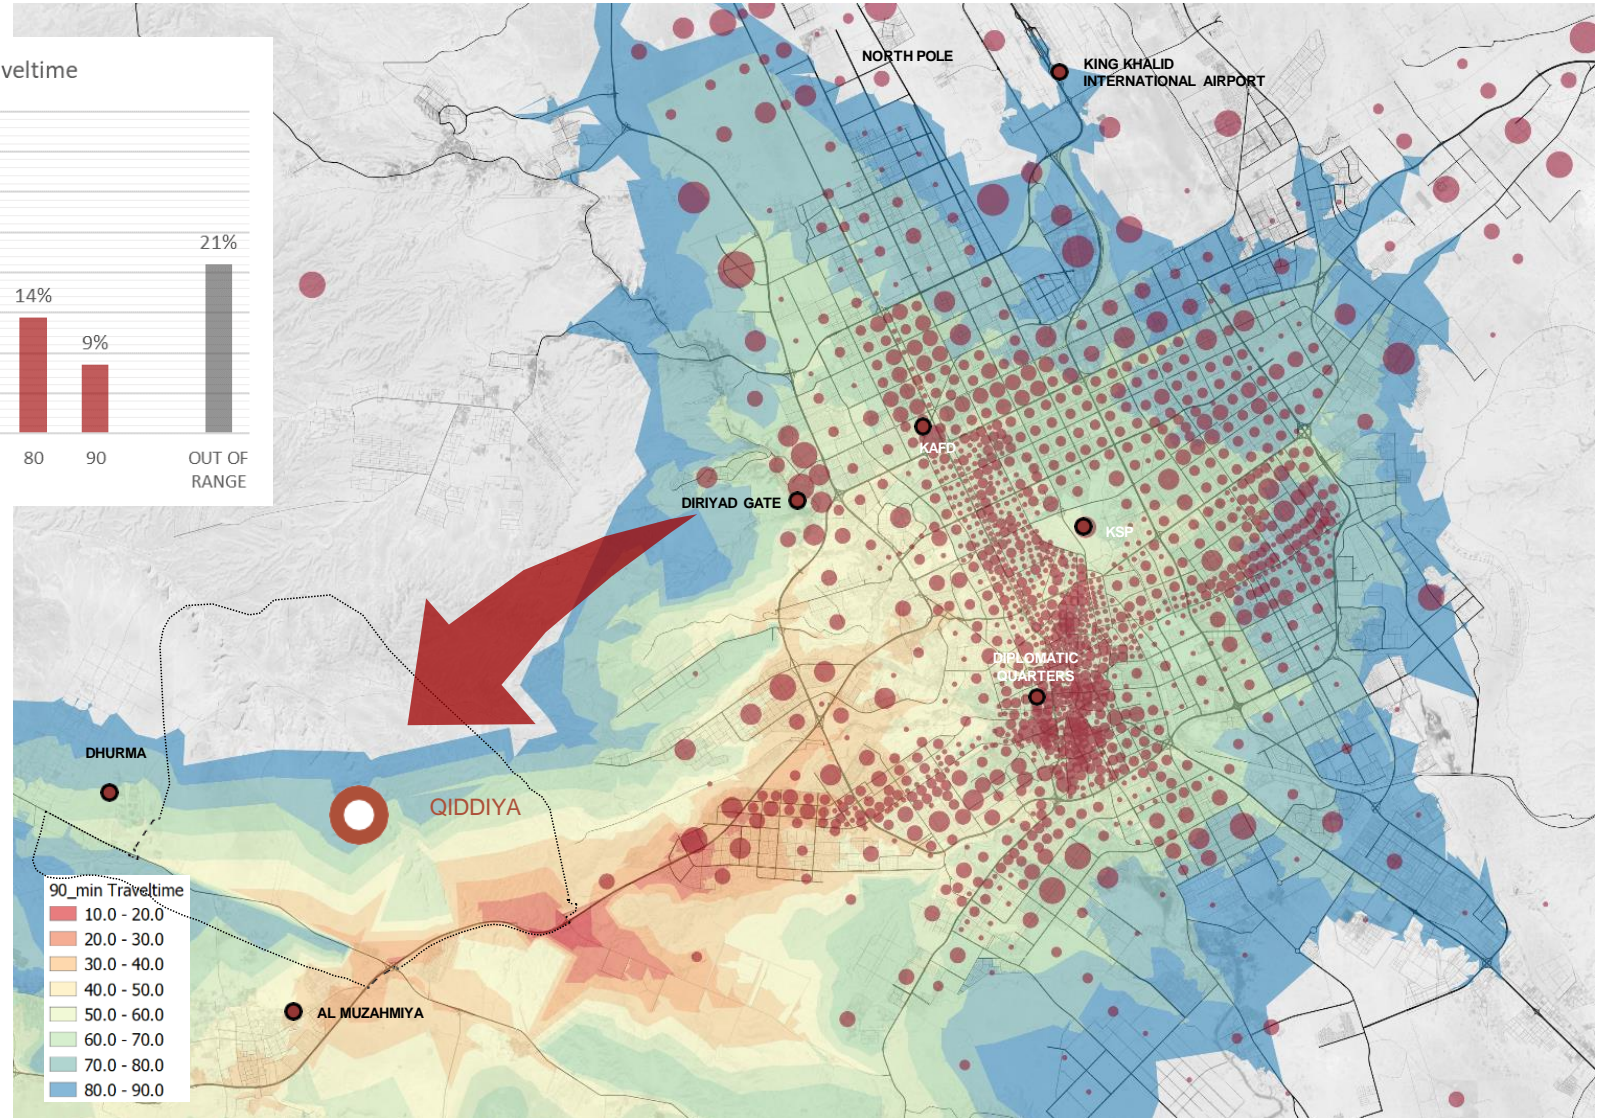 veltime
21%
14%
9%
80
90
OUT OF
RANGE
NORTH POLE
KING KHALID
INTERNATIONAL AIRPORT
KAFD
DIRIYAD GATE
KSP
DIPLOMATIC
QUARTERS
DHURMA
QIDDIYA
AL MUZAHMIYA
90_min Traveltime
10.0 - 20.0
20.0 - 30.0
30.0 - 40.0
40.0 - 50.0
50.0 - 60.0
60.0 - 70.0
70.0 - 80.0
80.0 - 90.0